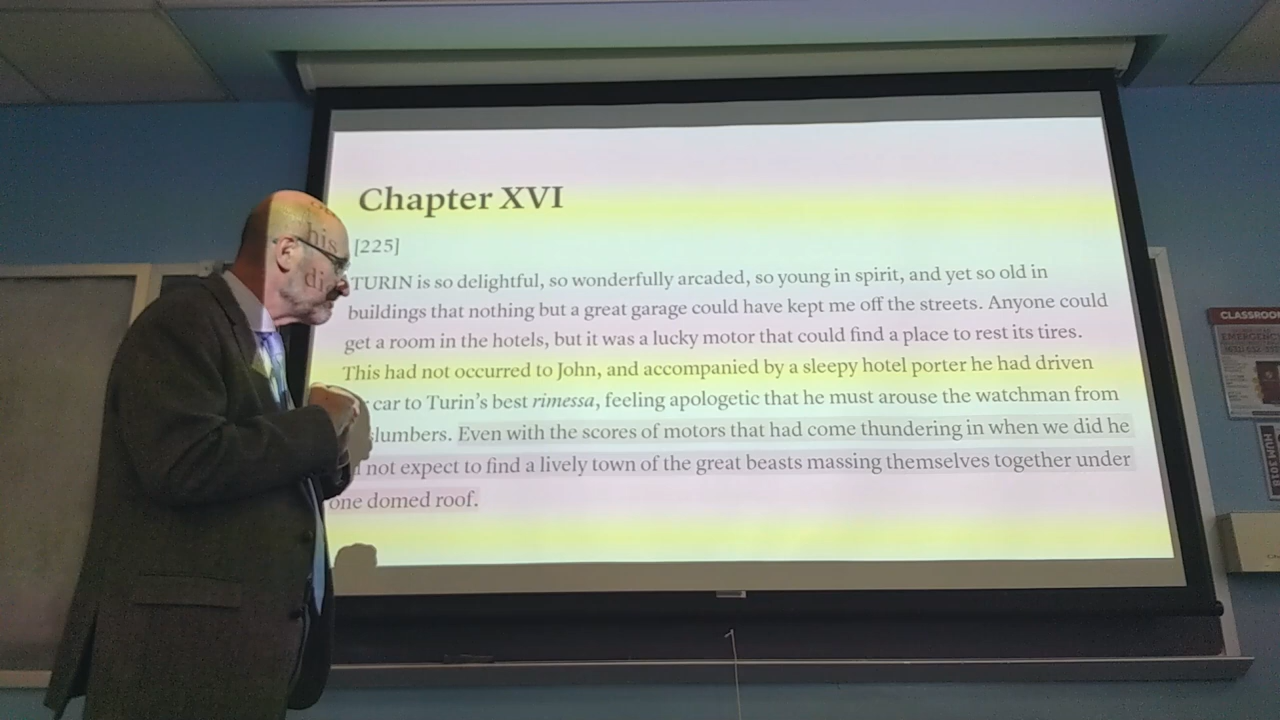 Chapter XVI
[225]
TURIN is so delightful, so wonderfully arcaded, so young in spirit, and yet so old in
buildings that nothing but a great garage could have kept me off the streets. Anyone could
get a room in the hotels, but it was a lucky motor that could find a place to rest its tires.
This had not occurred to John, and accompanied by a sleepy hotel porter he had driven
car to Turin's best rimessa, feeling apologetic that he must arouse the watchman from
slumbers. Even with the scores of motors that had come thundering in when we did he
not expect to find a lively town of the great beasts massing themselves together under
one domed roof.
his
di
CLASSROO
EMERGENC
HUM 301B